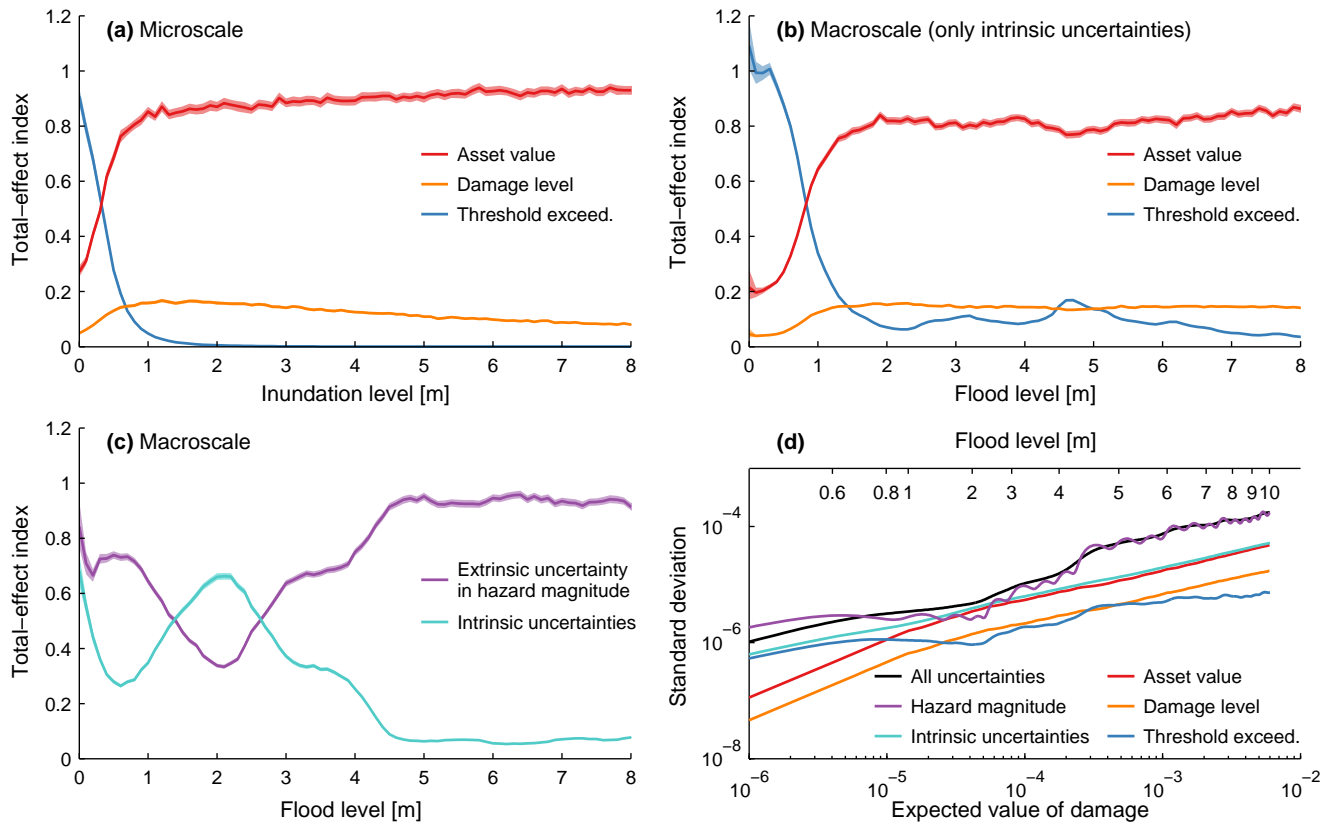 (a) Microscale
Total−effect index
1.2
1
0.8
0.6
0.4
0.2
0
Asset value
Damage level
Threshold exceed.
0 1 2 3 4 5 6 7 8
Inundation level [m]
(b) Macroscale (only intrinsic uncertainties)
Total−effect index
1.2
1
0.8
0.6
0.4
0.2
0
Asset value
Damage level
Threshold exceed.
0 1 2 3 4 5 6 7 8
Flood level [m]
(c) Macroscale
Total−effect index
1.2
1
0.8
0.6
0.4
0.2
0
Extrinsic uncertainty
in hazard magnitude
Intrinsic uncertainties
0 1 2 3 4 5 6 7 8
Flood level [m]
(d)
Flood level [m]
0.6 0.8 1 2 3 4 5 6 7 8 9 10
Standard deviation
10⁻⁴
10⁻⁶
10⁻⁸
All uncertainties
Hazard magnitude
Intrinsic uncertainties
Asset value
Damage level
Threshold exceed.
10⁻⁶ 10⁻⁵ 10⁻⁴ 10⁻³ 10⁻²
Expected value of damage